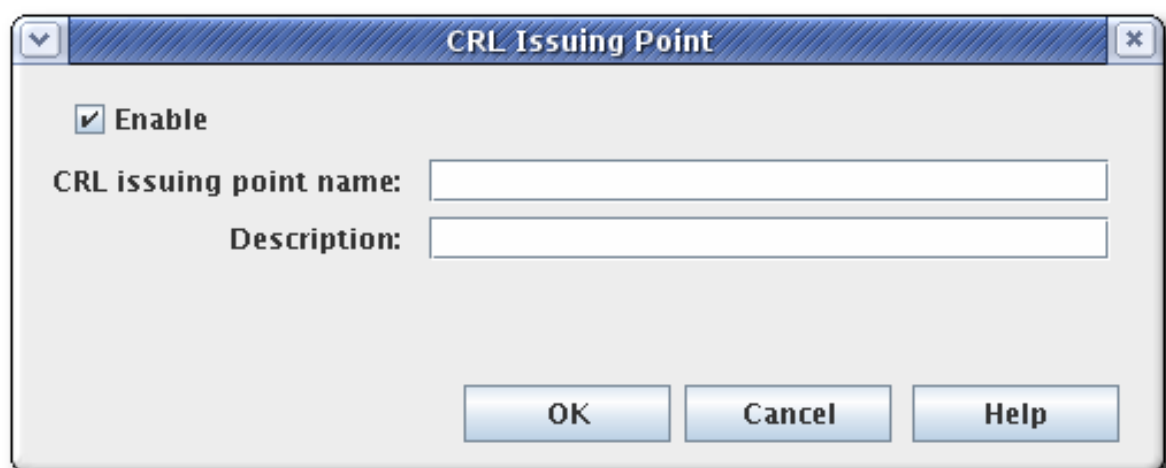 CRL Issuing Point
Enable
CRL issuing point name:
Description:
OK Cancel Help